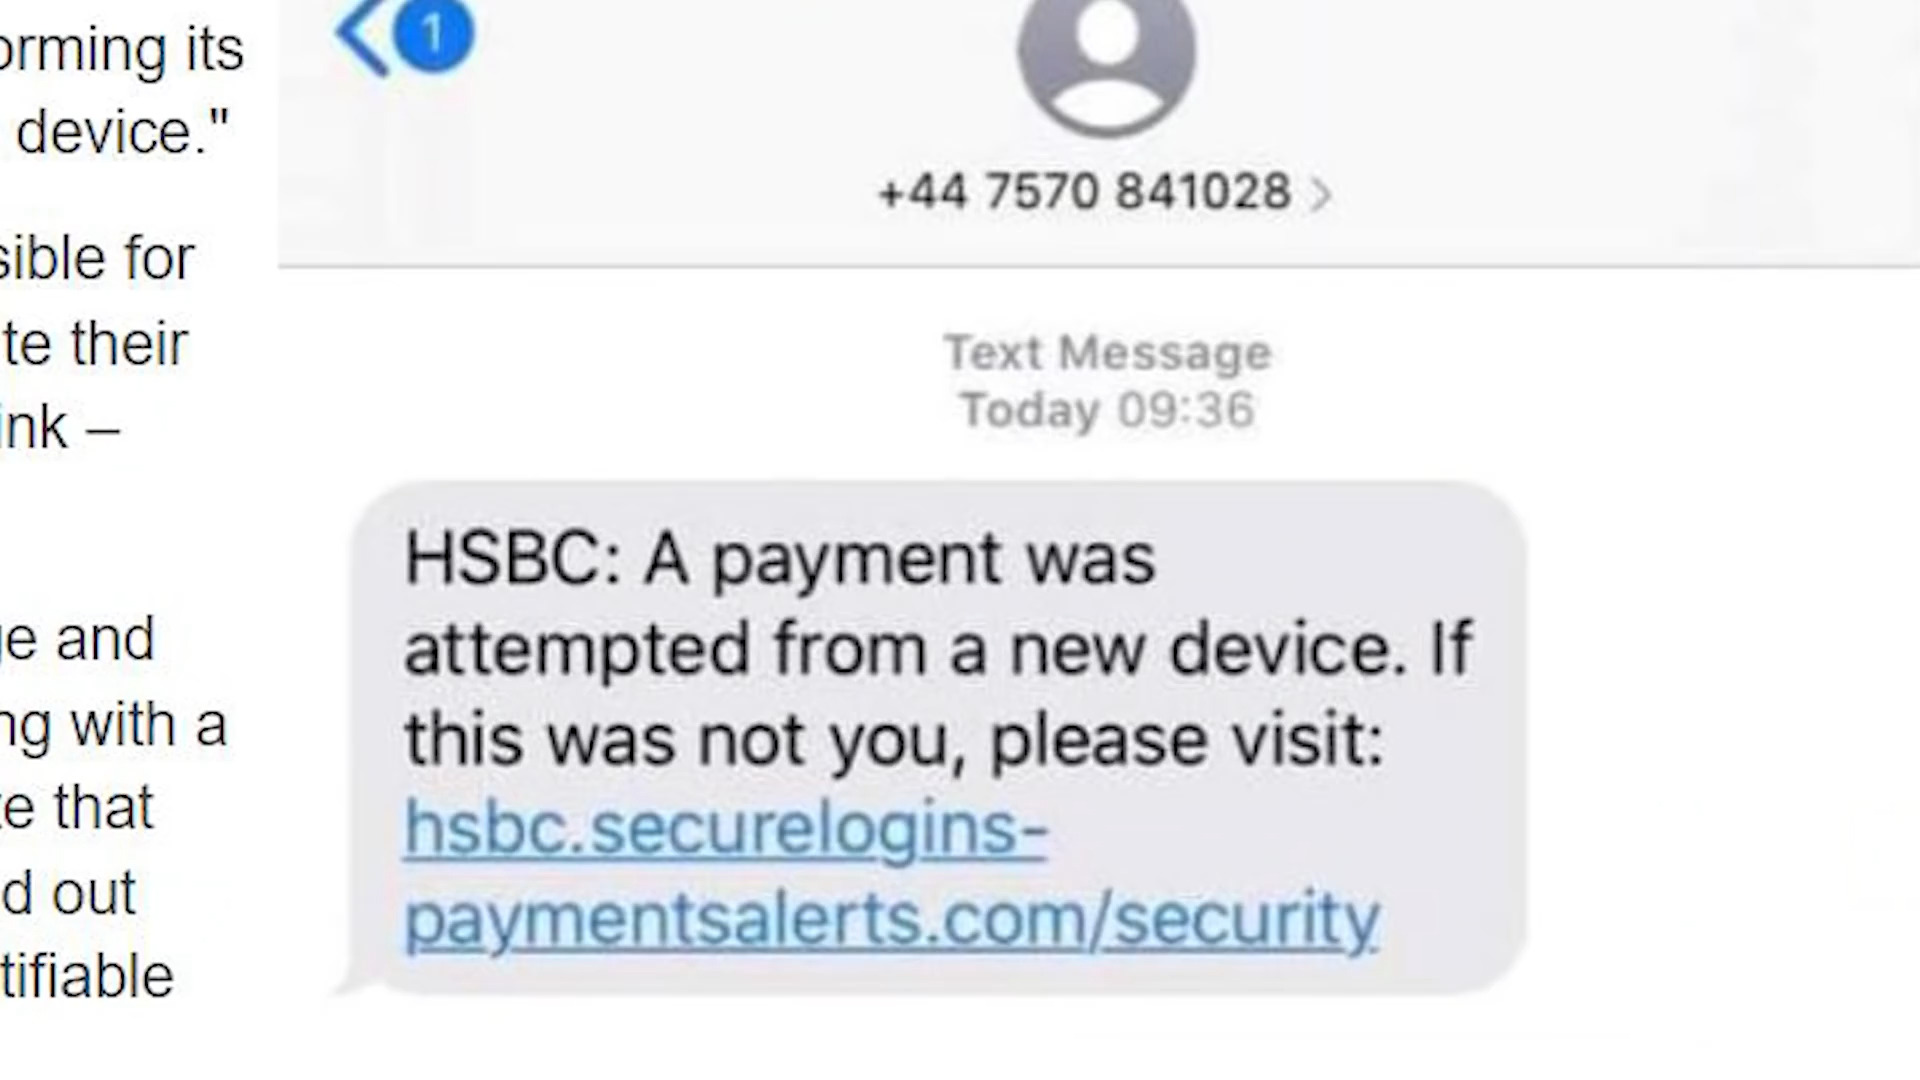 orming its
device."
sible for
te their
ink –
ge and
ng with a
te that
d out
tifiable
1
+44 7570 841028
Text Message
Today 09:36
HSBC: A payment was
attempted from a new device. If
this was not you, please visit:
hsbc.securelogins-
paymentsalerts.com/security